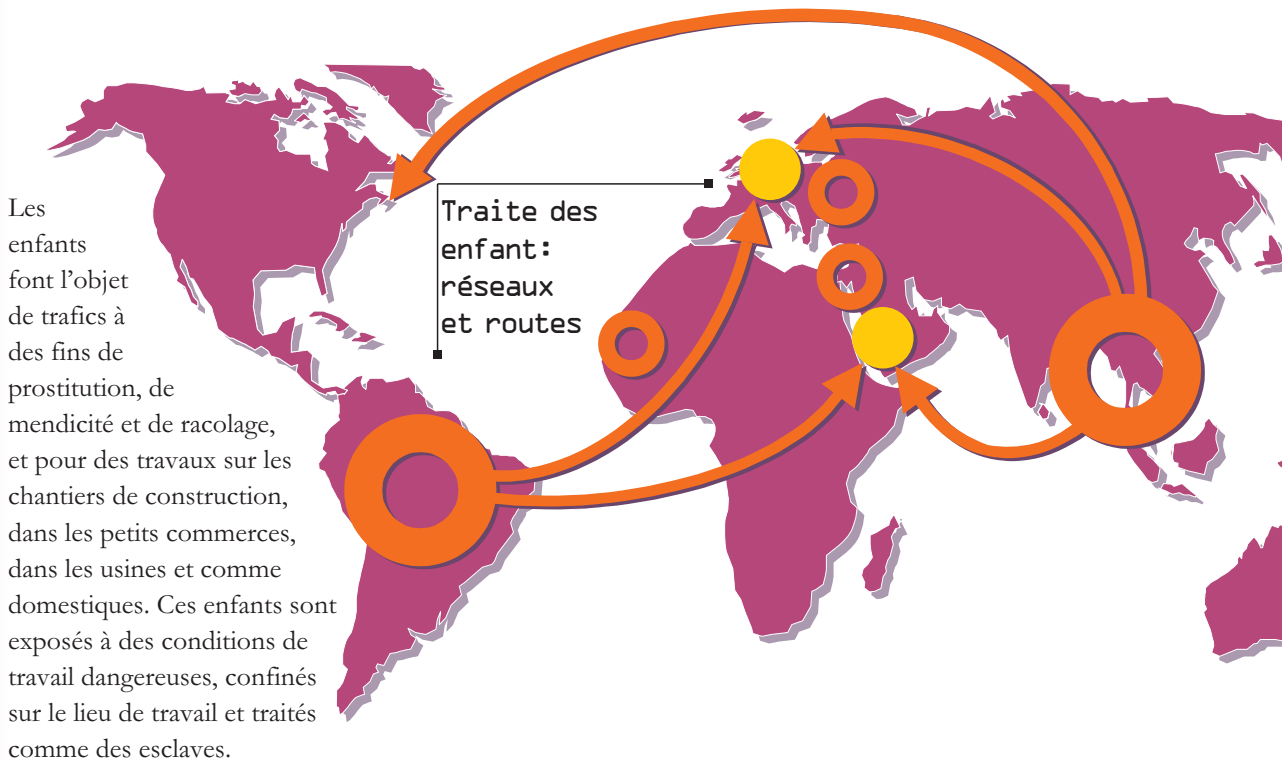 Traite des
enfant:
réseaux
et routes
Les
enfants
font l’objet
de trafics à
des fins de
prostitution, de
mendicité et de racolage,
et pour des travaux sur les
chantiers de construction,
dans les petits commerces,
dans les usines et comme
domestiques. Ces enfants sont
exposés à des conditions de
travail dangereuses, confinés
sur le lieu de travail et traités
comme des esclaves.